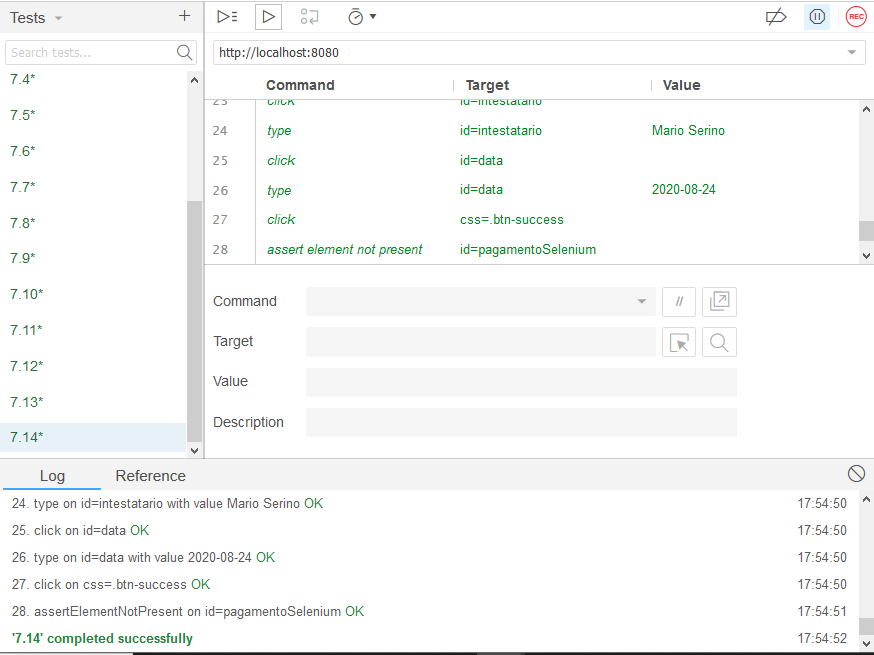 Tests +
REC
Search tests...
http://localhost:8080
Command Target Value
7.4*
7.5*
7.6*
7.7*
7.8*
7.9*
7.10*
7.11*
7.12*
7.13*
7.14*
23 click id=intestatario
24 type id=intestatario Mario Serino
25 click id=data
26 type id=data 2020-08-24
27 click css=.btn-success
28 assert element not present id=pagamentoSelenium
Command //
Target
Value
Description
Log Reference
24. type on id=intestatario with value Mario Serino OK 17:54:50
25. click on id=data OK 17:54:50
26. type on id=data with value 2020-08-24 OK 17:54:50
27. click on css=.btn-success OK 17:54:50
28. assertElementNotPresent on id=pagamentoSelenium OK 17:54:51
'7.14' completed successfully 17:54:52